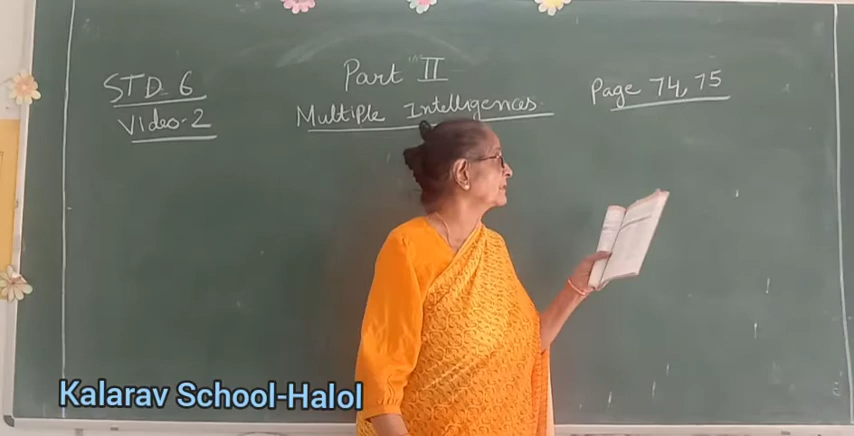 STD-6
Video-2
Part II
Multiple Intelligences
Page 74, 75
Kalarav School-Halol